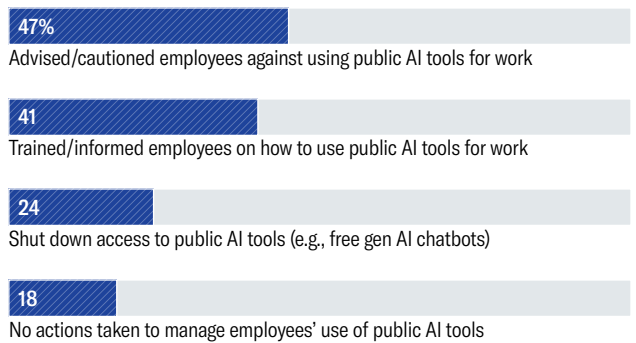 47%
Advised/cautioned employees against using public AI tools for work
41
Trained/informed employees on how to use public AI tools for work
24
Shut down access to public AI tools (e.g., free gen AI chatbots)
18
No actions taken to manage employees’ use of public AI tools